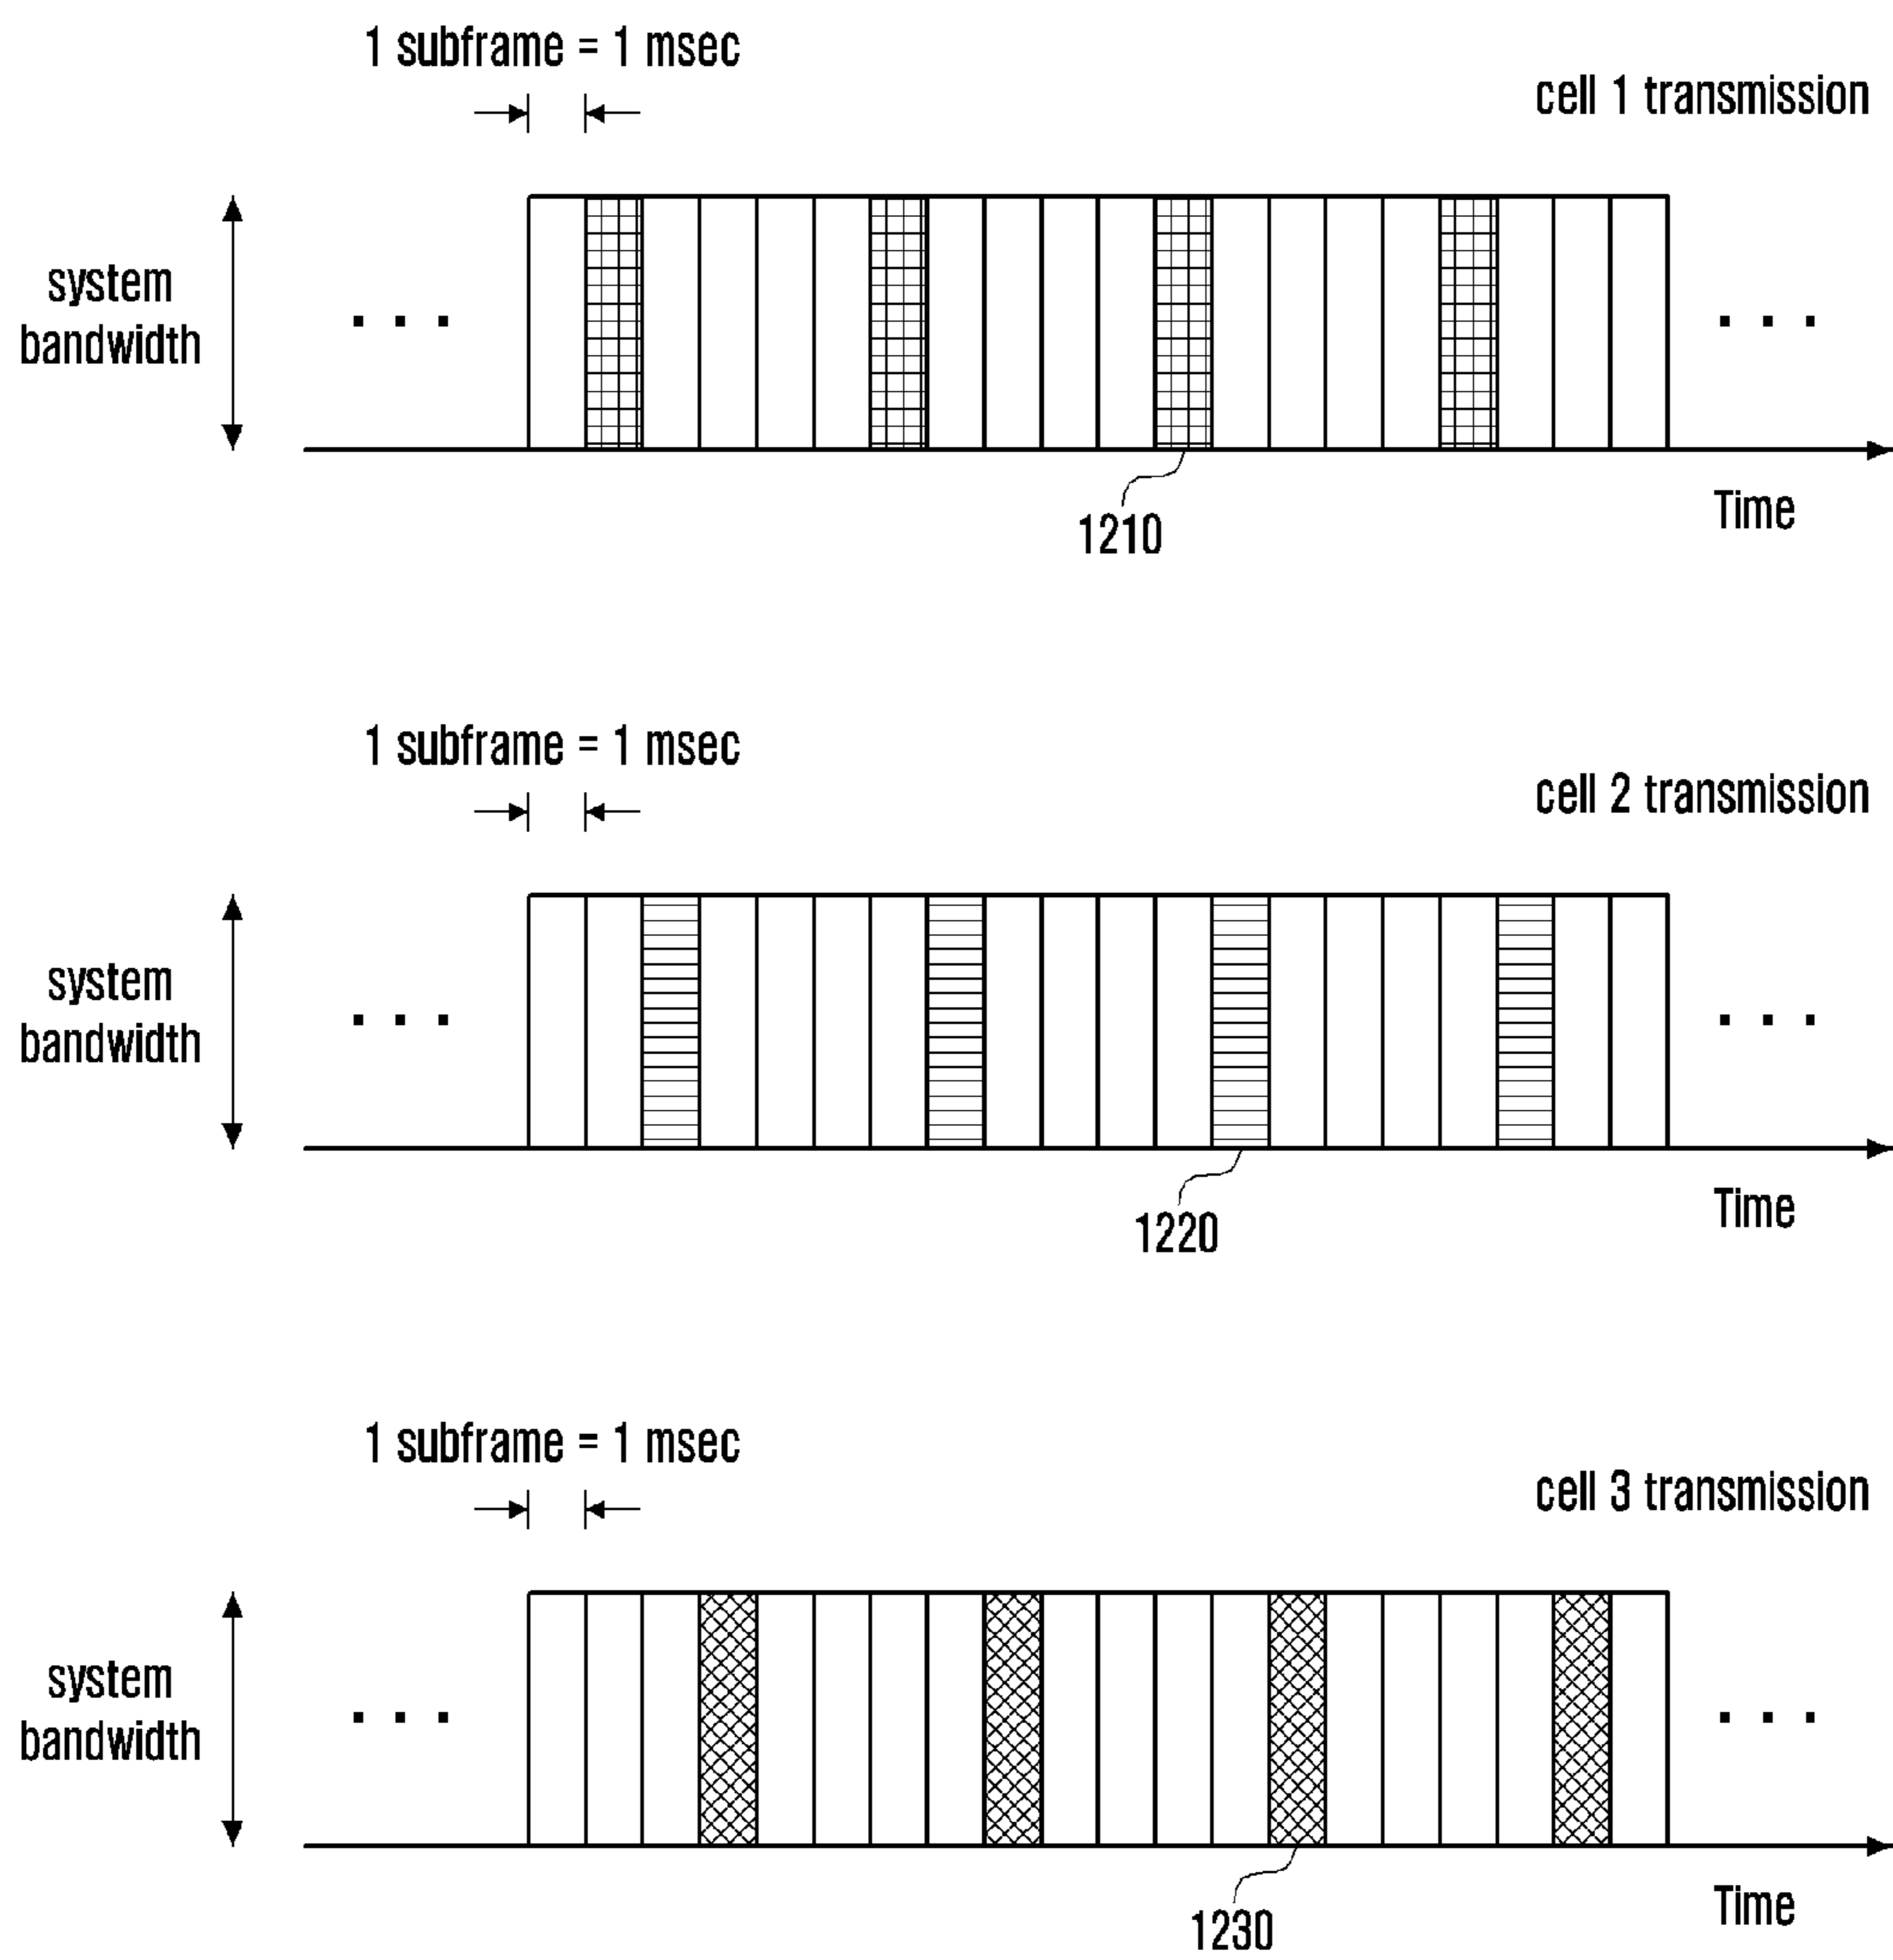 1 subframe = 1 msec
cell 1 transmission
system
bandwidth
. . .
. . .
1210
Time
1 subframe = 1 msec
cell 2 transmission
system
bandwidth
. . .
. . .
1220
Time
1 subframe = 1 msec
cell 3 transmission
system
bandwidth
. . .
. . .
1230
Time